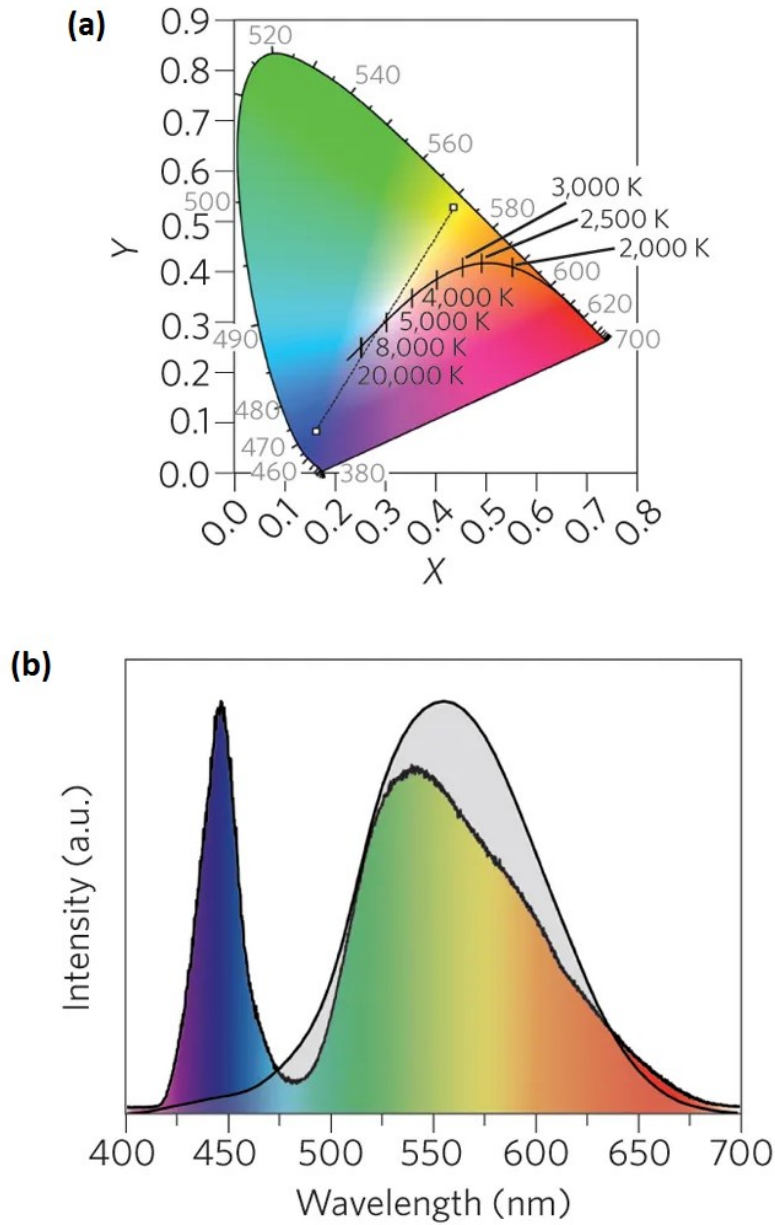 (a)
0.9
0.8
0.7
0.6
0.5
0.4
0.3
0.2
0.1
0.0
Y
520
540
560
500
580
3,000 K
2,500 K
2,000 K
600
4,000 K
620
5,000 K
490
700
8,000 K
20,000 K
480
470
460
380
0.0 0.1 0.2 0.3 0.4 0.5 0.6 0.7 0.8
X
(b)
Intensity (a.u.)
400 450 500 550 600 650 700
Wavelength (nm)